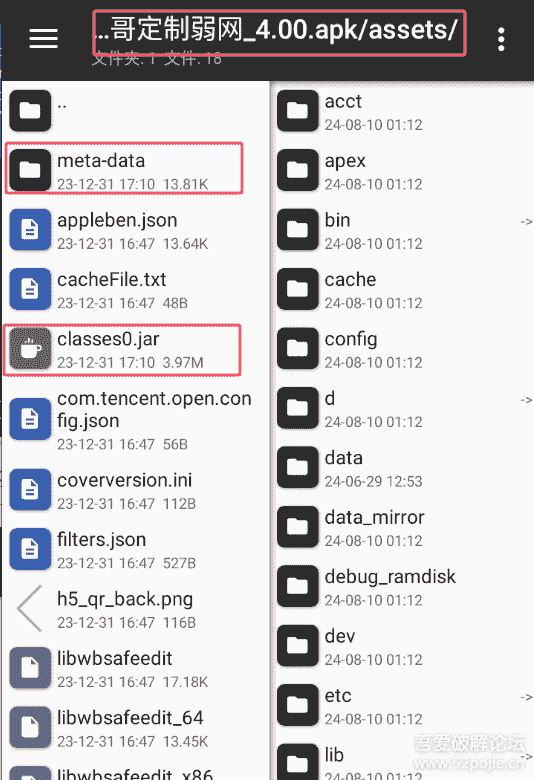 ...哥定制弱网_4.00.apk/assets/
文件夹: 1 文件: 18
..
meta-data
23-12-31 17:10 13.81K
appleben.json
23-12-31 16:47 13.64K
cacheFile.txt
23-12-31 16:47 48B
classes0.jar
23-12-31 17:10 3.97M
com.tencent.open.con
fig.json
23-12-31 16:47 56B
coverversion.ini
23-12-31 16:47 112B
filters.json
23-12-31 16:47 527B
h5_qr_back.png
23-12-31 16:47 116B
libwbsafeedit
23-12-31 16:47 17.18K
libwbsafeedit_64
23-12-31 16:47 13.45K
libwbsafeedit_x86
acct
24-08-10 01:12
apex
24-08-10 01:12
bin
24-08-10 01:12
->
cache
24-08-10 01:12
config
24-08-10 01:12
d
24-08-10 01:12
->
data
24-06-29 12:53
data_mirror
24-08-10 01:12
debug_ramdisk
24-08-10 01:12
dev
24-08-10 01:12
etc
24-08-10 01:12
->
lib
24-08-10 01:12
->
吾爱破解论坛
www.52pojie.cn